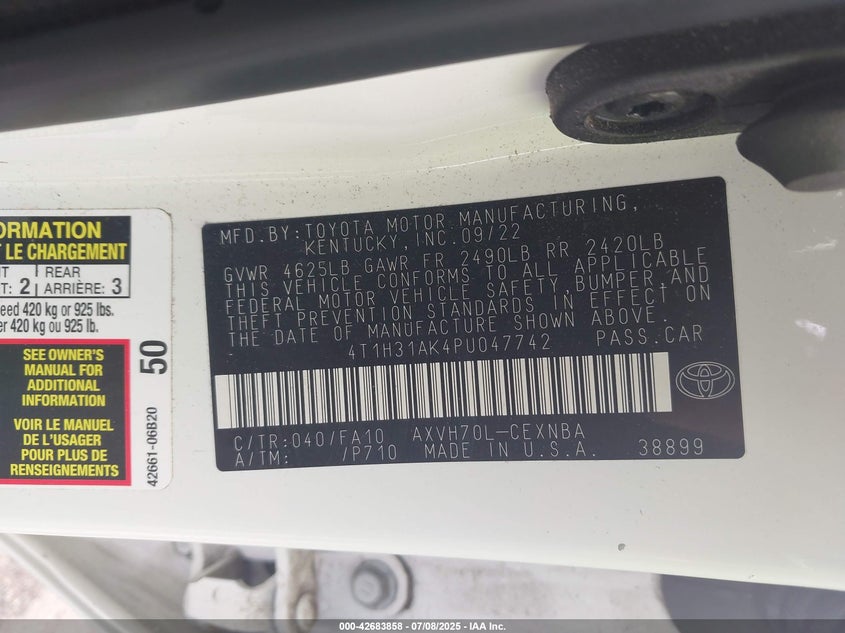 ORMATION
T LE CHARGEMENT
T REAR
: 2 ARRIÈRE: 3
eed 420 kg or 925 lbs.
er 420 kg ou 925 lb.
SEE OWNER'S
MANUAL FOR
ADDITIONAL
INFORMATION
VOIR LE MANUEL
DE L'USAGER
POUR PLUS DE
RENSEIGNEMENTS
50
42661-06B20
MFD.BY:TOYOTA MOTOR MANUFACTURING,
KENTUCKY, INC.09/22
GVWR 4625LB GAWR FR 2490LB RR 2420LB
THIS VEHICLE CONFORMS TO ALL APPLICABLE
FEDERAL MOTOR VEHICLE SAFETY,BUMPER,AND
THEFT PREVENTION STANDARDS IN EFFECT ON
THE DATE OF MANUFACTURE SHOWN ABOVE.
4T1H31AK4PU047742 PASS.CAR
C/TR:040/FA10 AXVH70L-CEXNBA
A/TM: /P710 MADE IN U.S.A. 38899
000-42683858 - 07/08/2025 - IAA Inc.